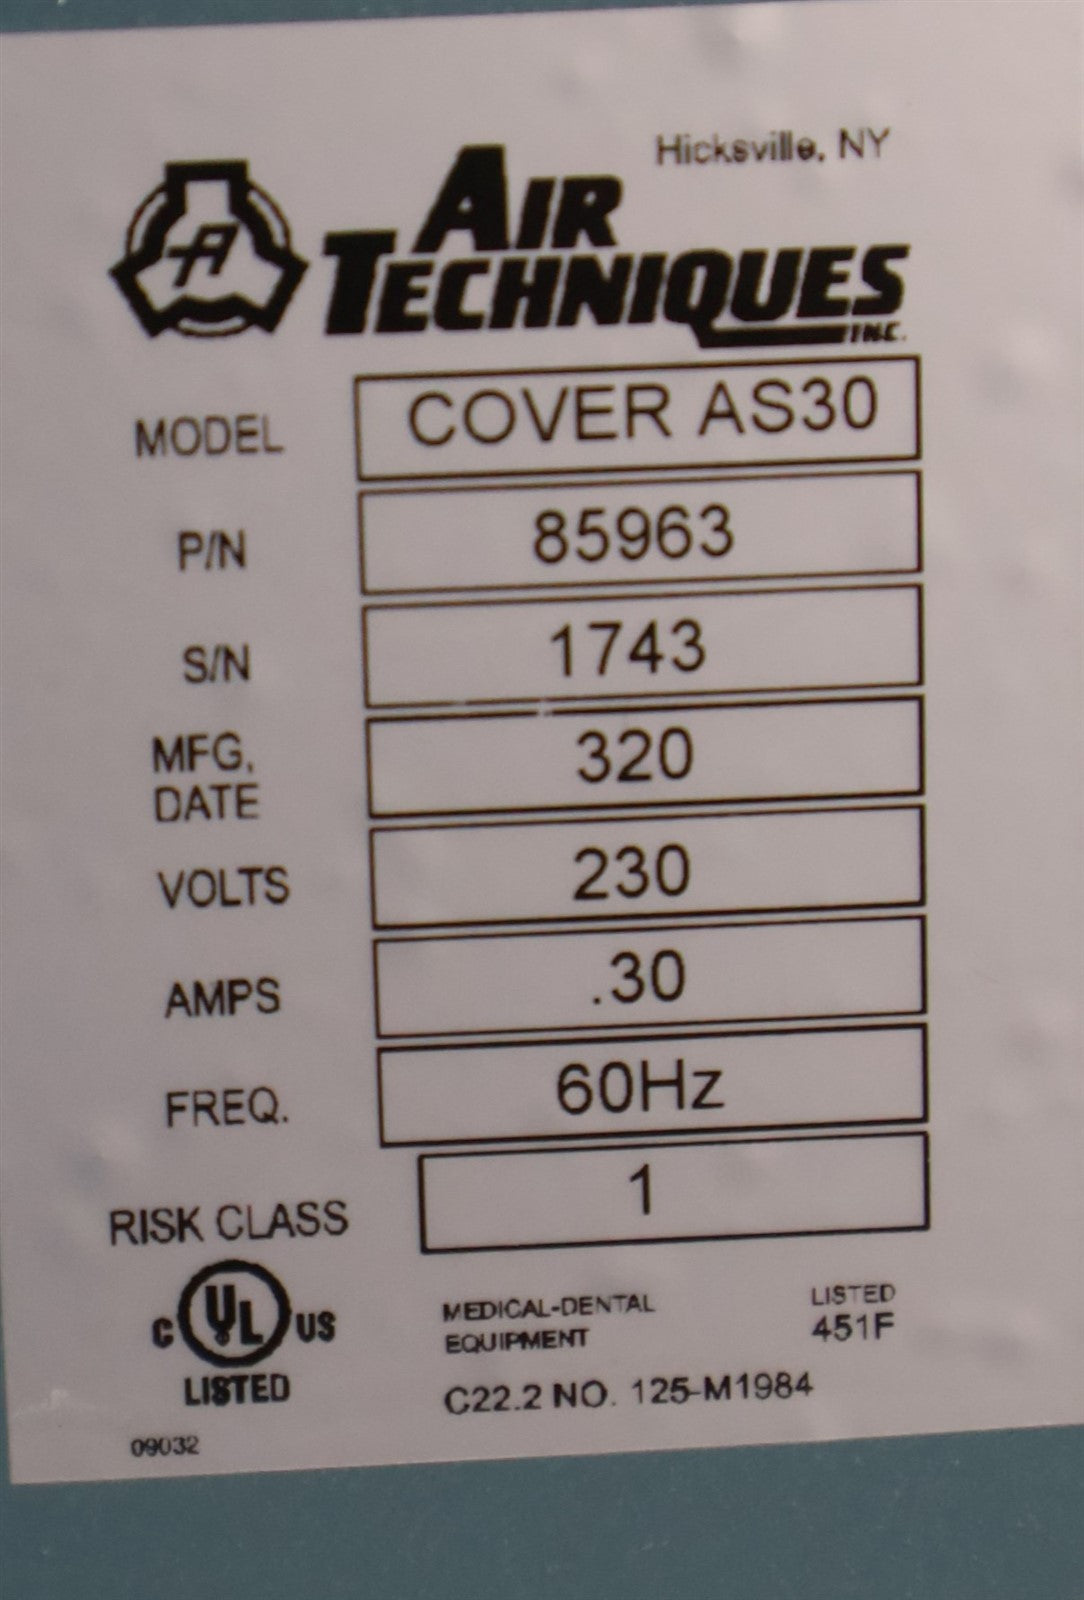 Hicksville, NY
A
AIR
TECHNIQUES
INC.
MODEL COVER AS30
P/N 85963
S/N 1743
MFG. DATE 320
VOLTS 230
AMPS .30
FREQ. 60Hz
RISK CLASS 1
C UL US
LISTED
MEDICAL-DENTAL
EQUIPMENT
LISTED
451F
C22.2 NO. 125-M1984
09032